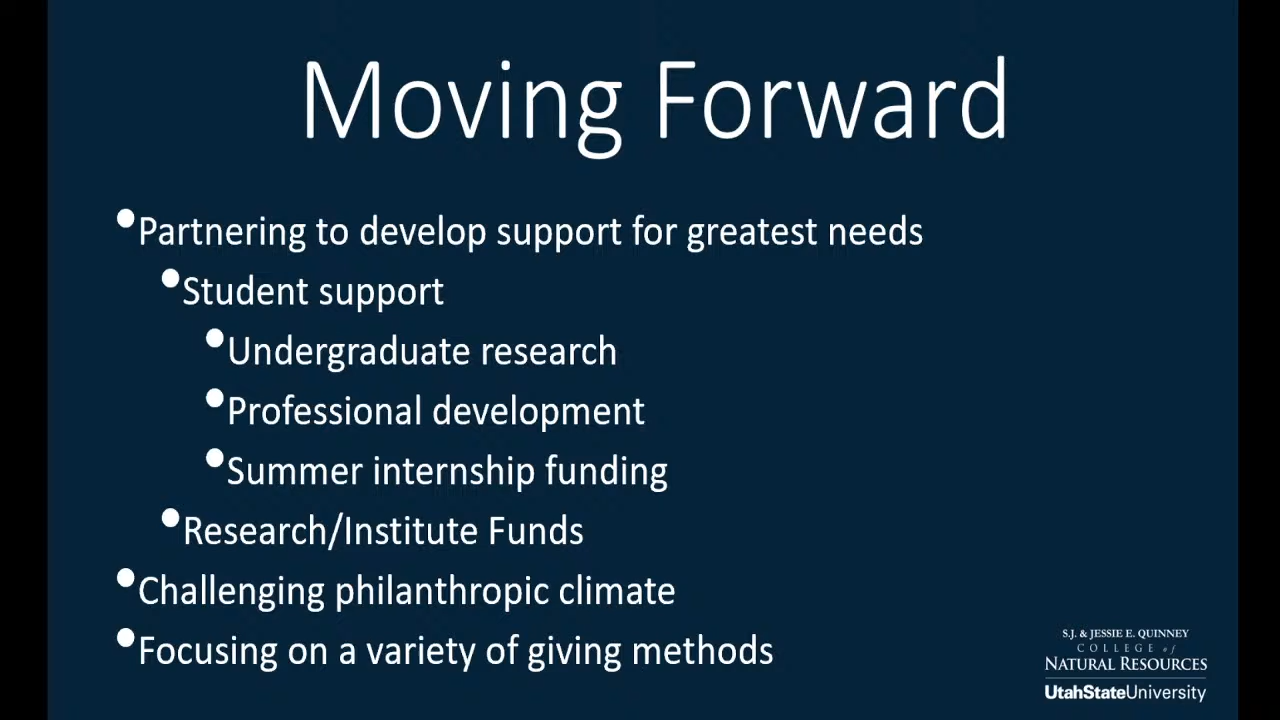 Moving Forward
•Partnering to develop support for greatest needs
•Student support
•Undergraduate research
•Professional development
•Summer internship funding
•Research/Institute Funds
•Challenging philanthropic climate
•Focusing on a variety of giving methods
S.J. & JESSIE E. QUINNEY
COLLEGE of
NATURAL RESOURCES
UtahStateUniversity